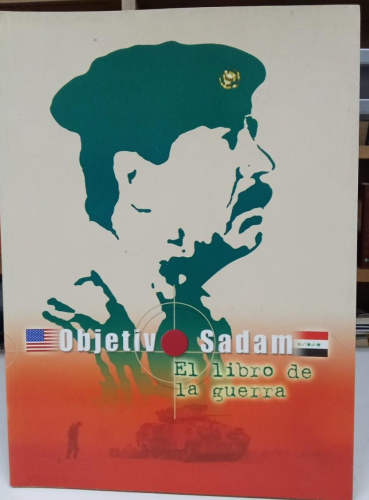 Objetivo Sadam
El libro de
la guerra